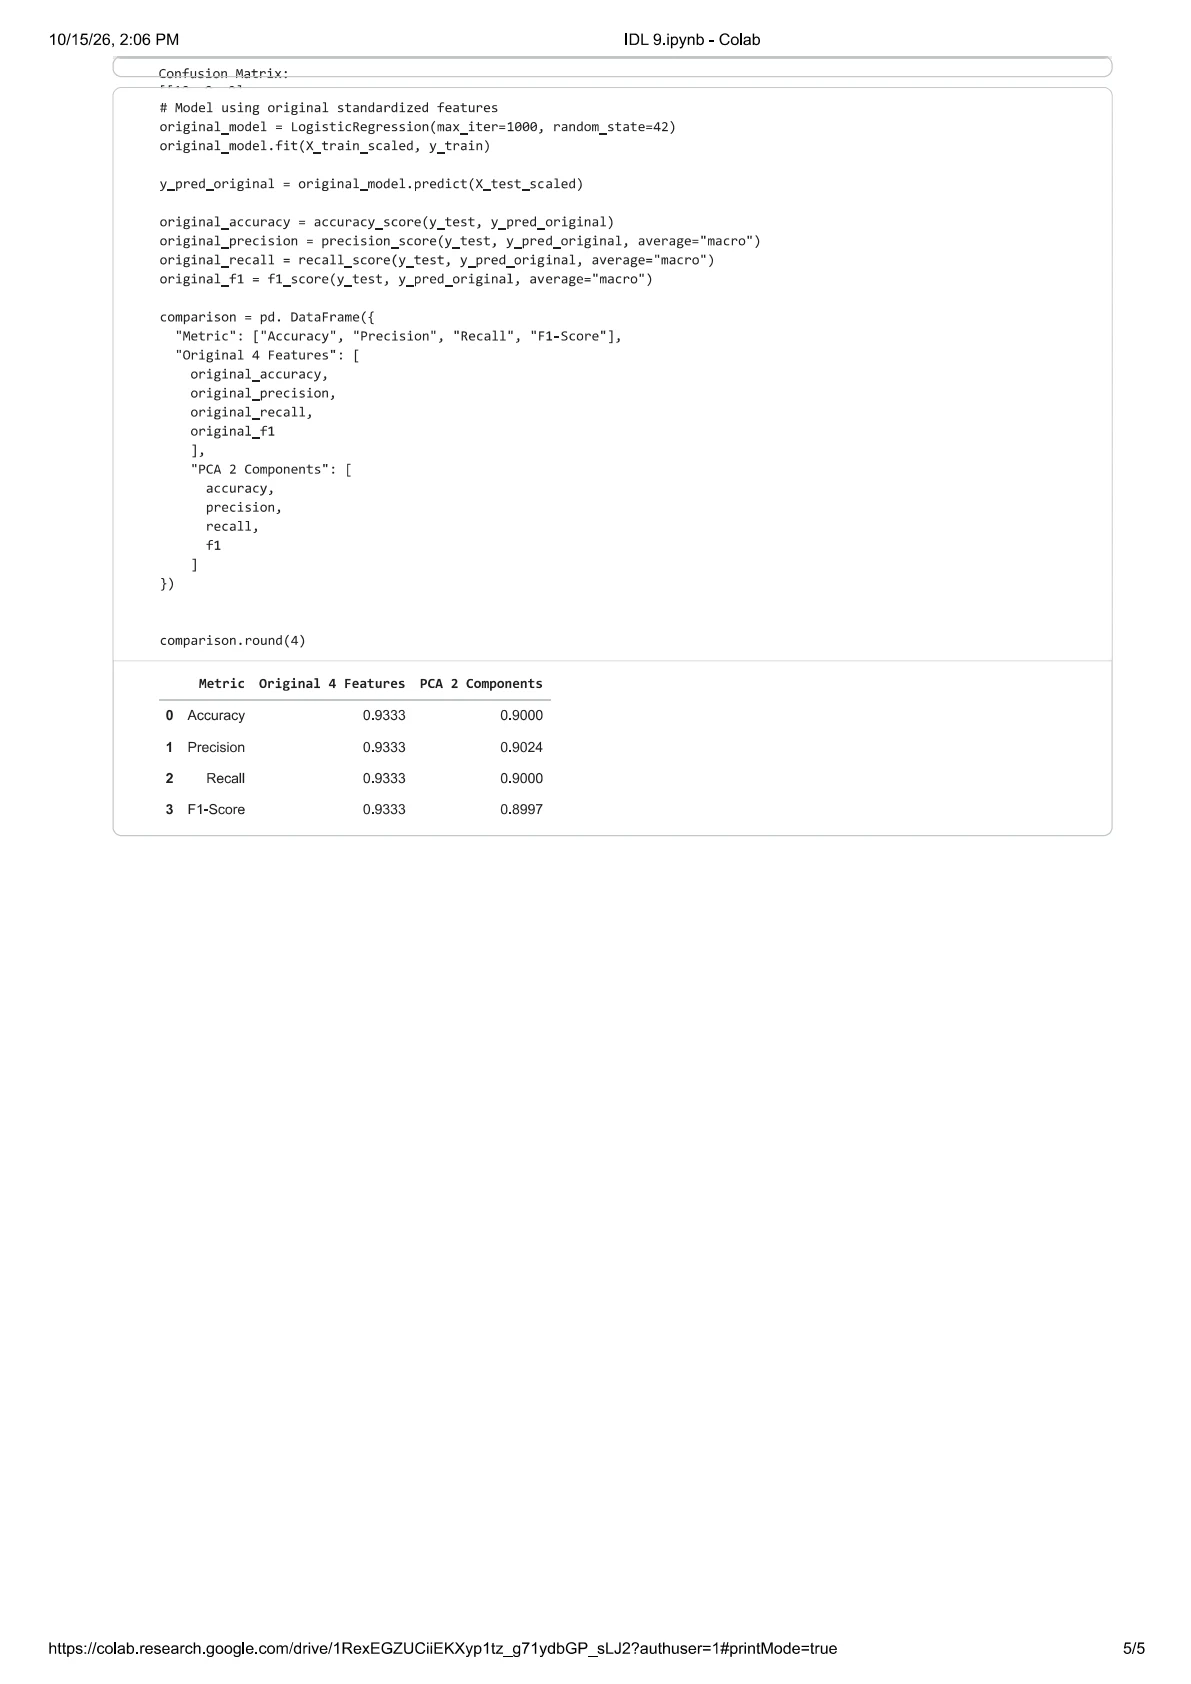 10/15/26, 2:06 PM IDL 9.ipynb - Colab
Confusion Matrix:
# Model using original standardized features
original_model = LogisticRegression(max_iter=1000, random_state=42)
original_model.fit(X_train_scaled, y_train)
y_pred_original = original_model.predict(X_test_scaled)
original_accuracy = accuracy_score(y_test, y_pred_original)
original_precision = precision_score(y_test, y_pred_original, average="macro")
original_recall = recall_score(y_test, y_pred_original, average="macro")
original_f1 = f1_score(y_test, y_pred_original, average="macro")
comparison = pd. DataFrame({
"Metric": ["Accuracy", "Precision", "Recall", "F1-Score"],
"Original 4 Features": [
original_accuracy,
original_precision,
original_recall,
original_f1
],
"PCA 2 Components": [
accuracy,
precision,
recall,
f1
]
})
comparison.round(4)
Metric Original 4 Features PCA 2 Components
0 Accuracy 0.9333 0.9000
1 Precision 0.9333 0.9024
2 Recall 0.9333 0.9000
3 F1-Score 0.9333 0.8997
https://colab.research.google.com/drive/1RexEGZUCiiEKXyp1tz_g71ydbGP_sLJ2?authuser=1#printMode=true 5/5